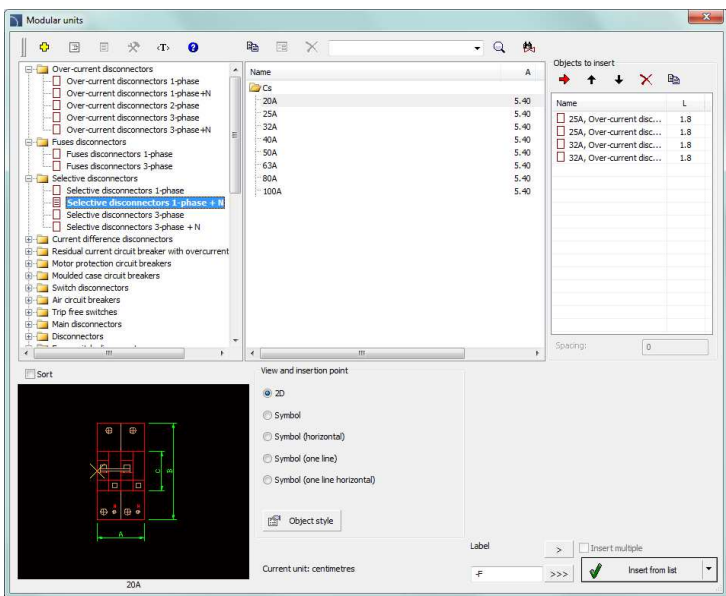 Modular units
Objects to insert
Over-current disconnectors
Over-current disconnectors 1-phase
Over-current disconnectors 1-phase+N
Over-current disconnectors 2-phase
Over-current disconnectors 3-phase
Over-current disconnectors 3-phase+N
Fuses disconnectors
Fuses disconnectors 1-phase
Fuses disconnectors 3-phase
Selective disconnectors
Selective disconnectors 1-phase
Selective disconnectors 1-phase + N
Selective disconnectors 3-phase
Selective disconnectors 3-phase + N
Current difference disconnectors
Residual current circuit breaker with overcurrent
Motor protection circuit breakers
Moulded case circuit breakers
Switch disconnectors
Air circuit breakers
Trip free switches
Main disconnectors
Disconnectors
Name A
Cs
20A 5.40
25A 5.40
32A 5.40
40A 5.40
50A 5.40
63A 5.40
80A 5.40
100A 5.40
Name L
25A, Over-current disc... 1.8
25A, Over-current disc... 1.8
32A, Over-current disc... 1.8
32A, Over-current disc... 1.8
Spacing: 0
Sort
C B
A
20A
View and insertion point
2D
Symbol
Symbol (horizontal)
Symbol (one line)
Symbol (one line horizontal)
Object style
Current unit: centimetres
Label
-F
>
>>>
Insert multiple
Insert from list